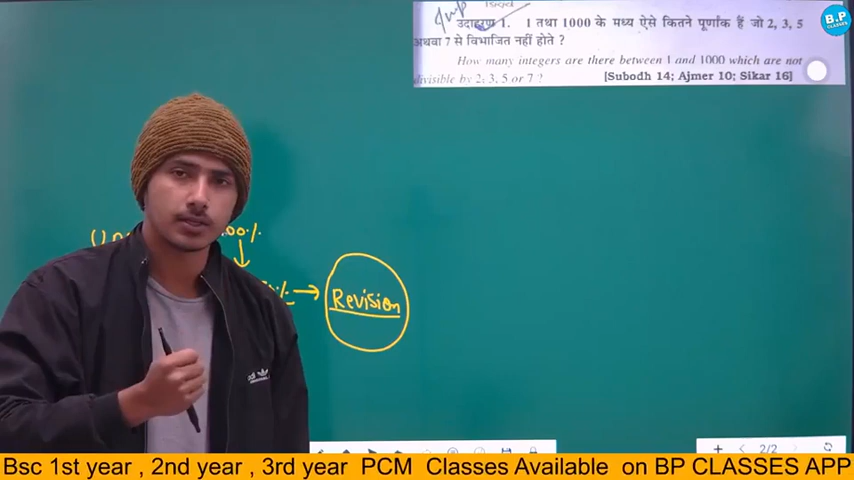 Imp
उदाहरण 1. 1 तथा 1000 के मध्य ऐसे कितने पूर्णांक हैं जो 2, 3, 5
अथवा 7 से विभाजित नहीं होते ?
How many integers are there between 1 and 1000 which are not
divisible by 2, 3, 5 or 7 ?
[Subodh 14; Ajmer 10; Sikar 16]
B.P
CLASSES
100%
Revision
2/2
Bsc 1st year , 2nd year , 3rd year PCM Classes Available on BP CLASSES APP